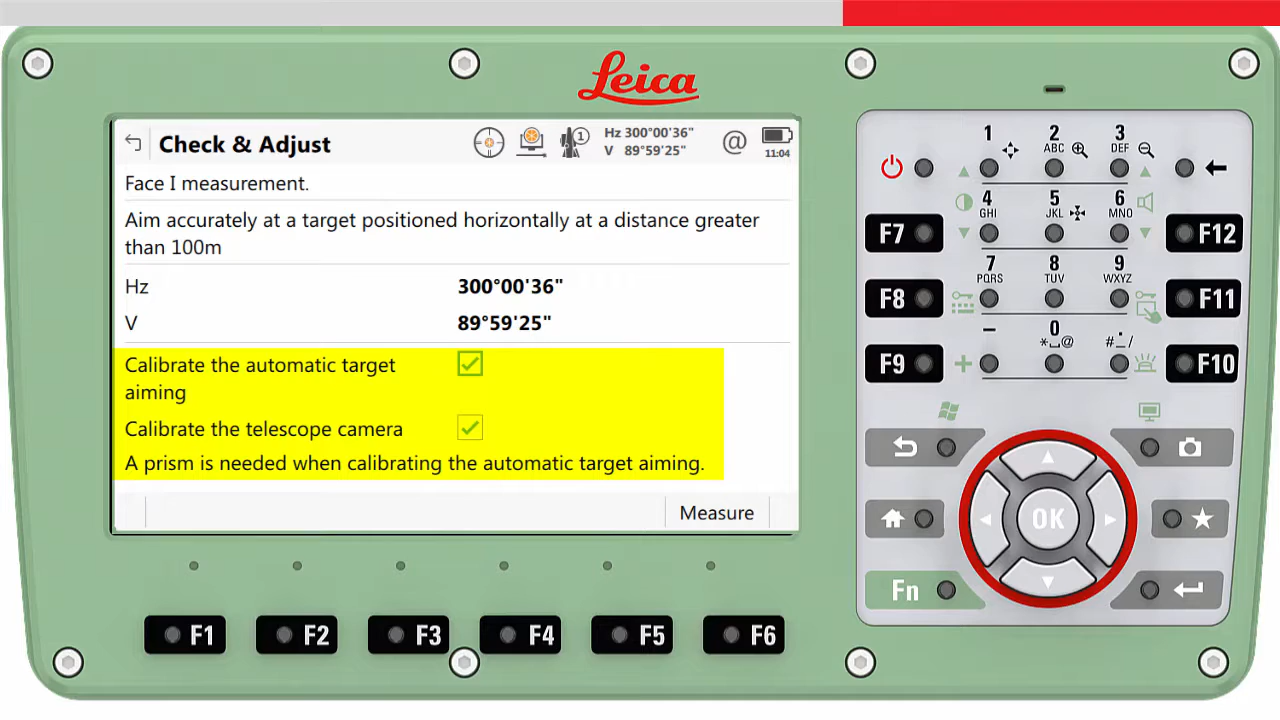 Leica
Check & Adjust
1
Hz 300°00'36"
V 89°59'25"
@
11:04
Face I measurement.
Aim accurately at a target positioned horizontally at a distance greater
than 100m
Hz 300°00'36"
V 89°59'25"
Calibrate the automatic target
aiming
Calibrate the telescope camera
A prism is needed when calibrating the automatic target aiming.
Measure
F1 F2 F3 F4 F5 F6
1 2 3
ABC DEF
4 5 6
GHI JKL MNO
F7 F12
7 8 9
PQRS TUV WXYZ
F8 F11
– 0 .
*⎵@ #_/
F9 + F10
OK
Fn